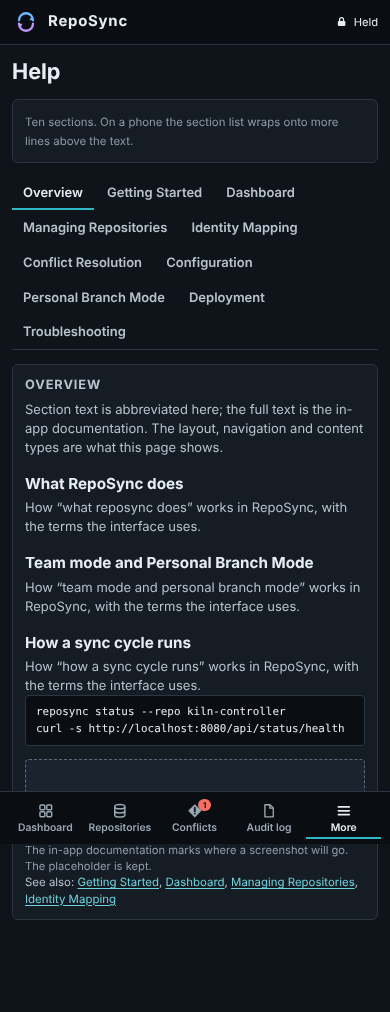 RepoSync
Held
Help
Ten sections. On a phone the section list wraps onto more
lines above the text.
Overview Getting Started Dashboard
Managing Repositories Identity Mapping
Conflict Resolution Configuration
Personal Branch Mode Deployment
Troubleshooting
OVERVIEW
Section text is abbreviated here; the full text is the in-
app documentation. The layout, navigation and content
types are what this page shows.
What RepoSync does
How “what reposync does” works in RepoSync, with
the terms the interface uses.
Team mode and Personal Branch Mode
How “team mode and personal branch mode” works in
RepoSync, with the terms the interface uses.
How a sync cycle runs
How “how a sync cycle runs” works in RepoSync, with
the terms the interface uses.
reposync status --repo kiln-controller
curl -s http://localhost:8080/api/status/health
1
Dashboard Repositories Conflicts Audit log More
The in-app documentation marks where a screenshot will go.
The placeholder is kept.
See also: Getting Started, Dashboard, Managing Repositories,
Identity Mapping